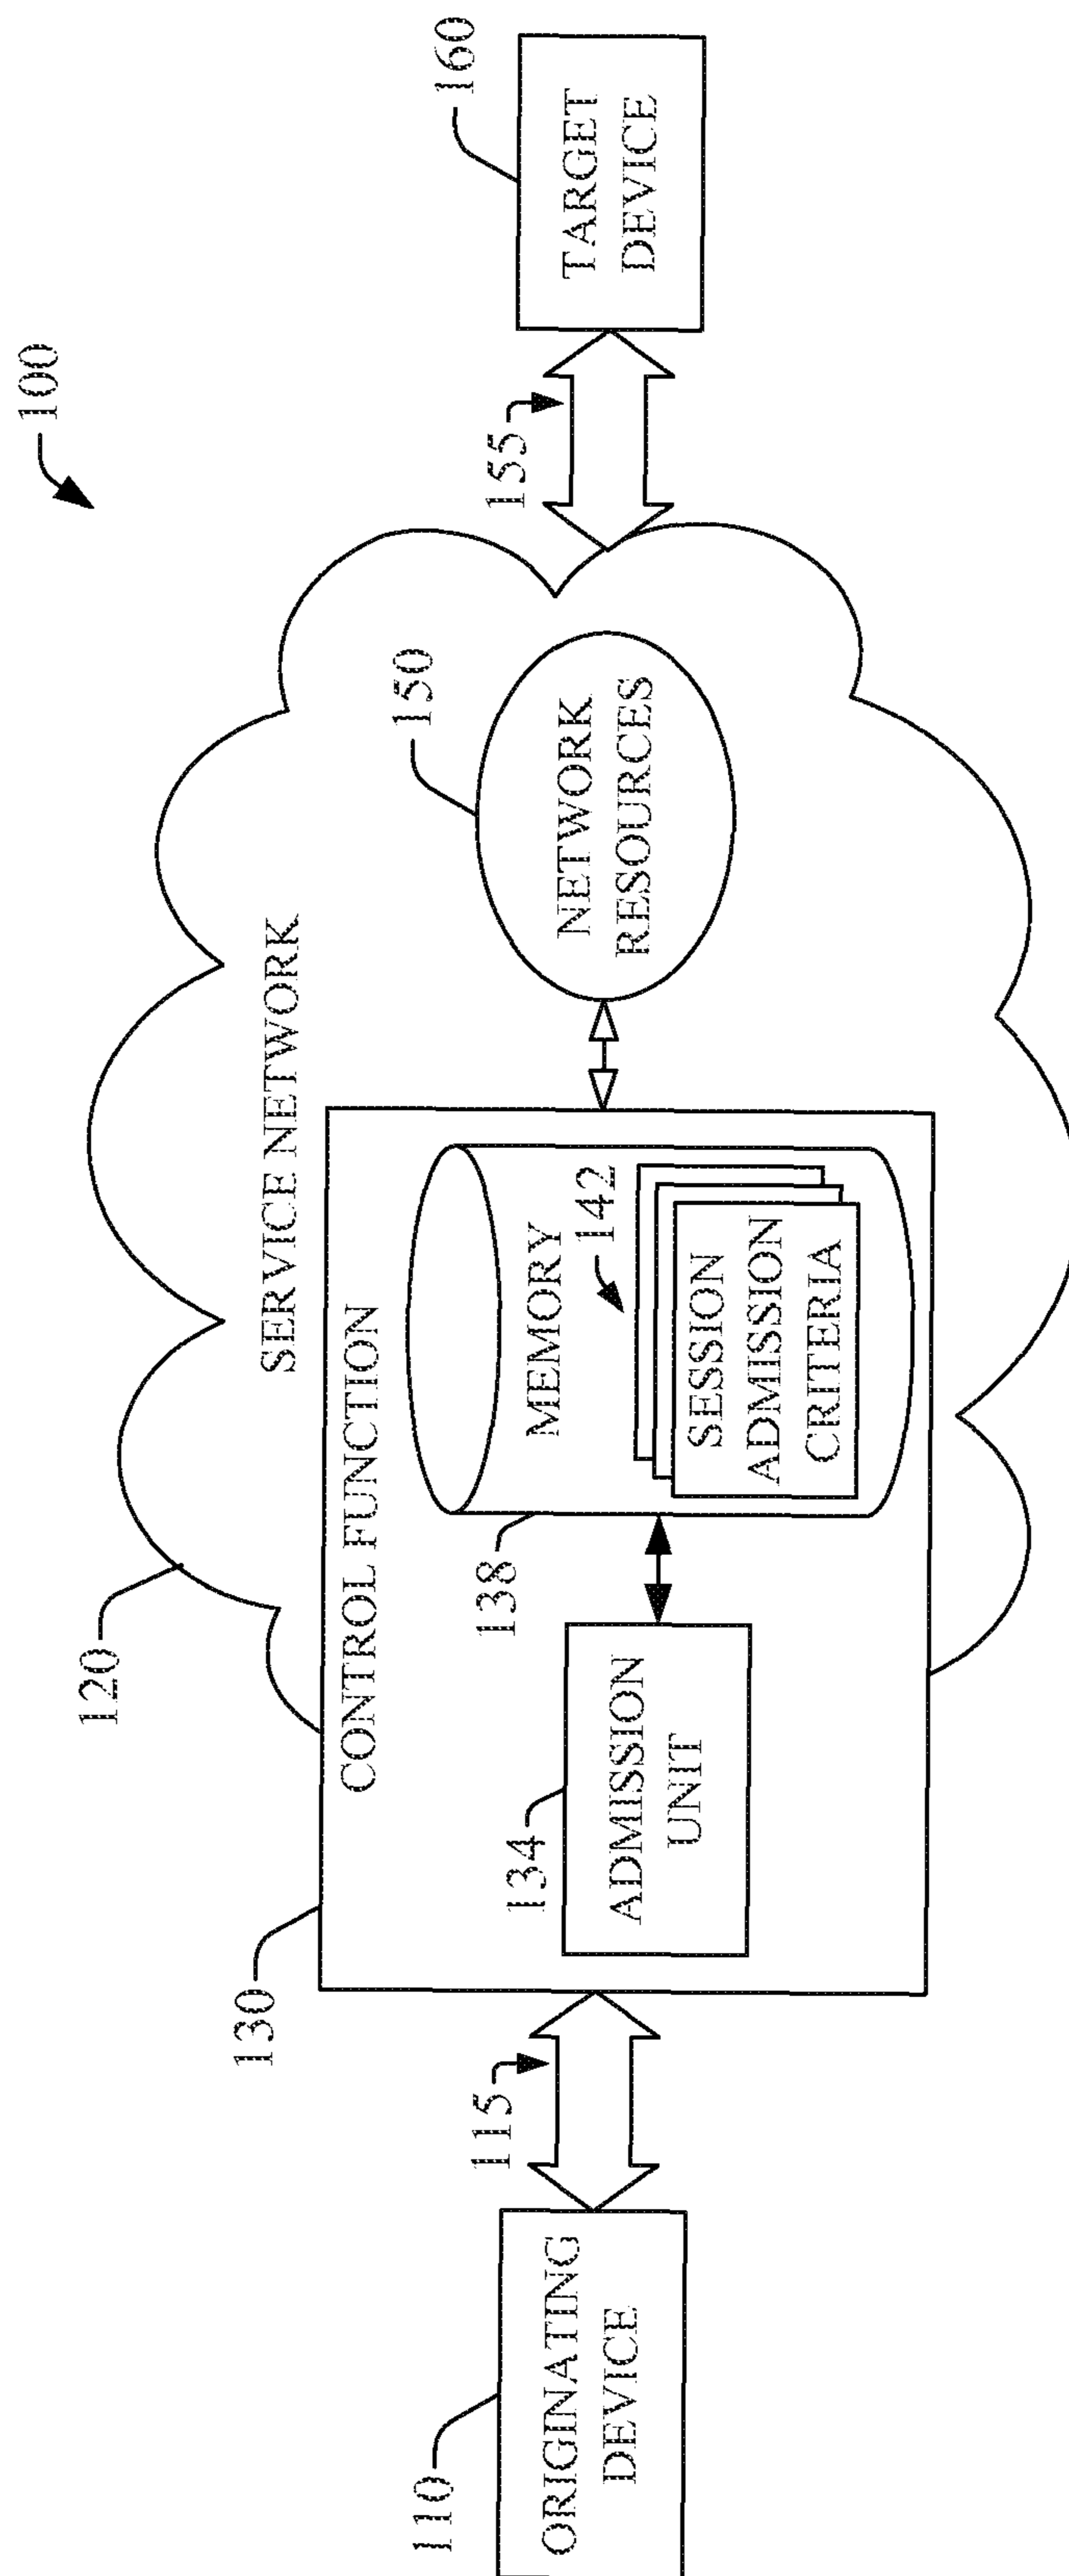 100
120
SERVICE NETWORK
130
CONTROL FUNCTION
110
ORIGINATING
DEVICE
115
134
ADMISSION
UNIT
138
MEMORY
142
SESSION
ADMISSION
CRITERIA
150
NETWORK
RESOURCES
155
160
TARGET
DEVICE